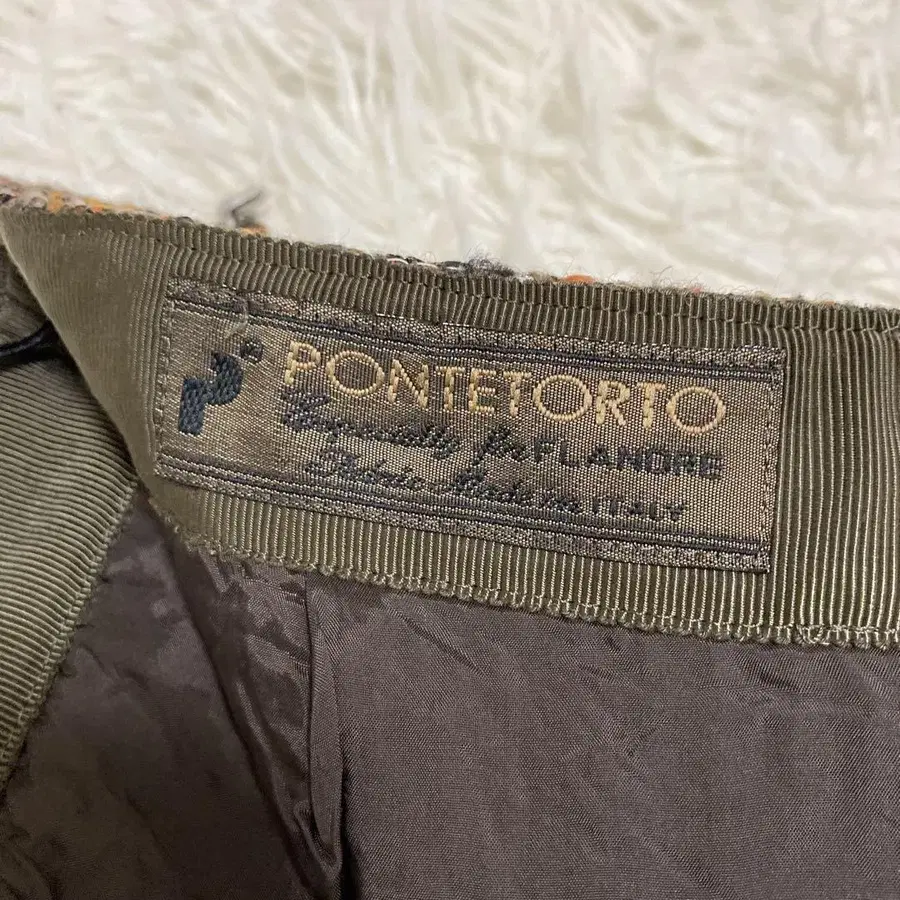 PONTETORTO
Especially for FLANDRE
Fabric Made in ITALY